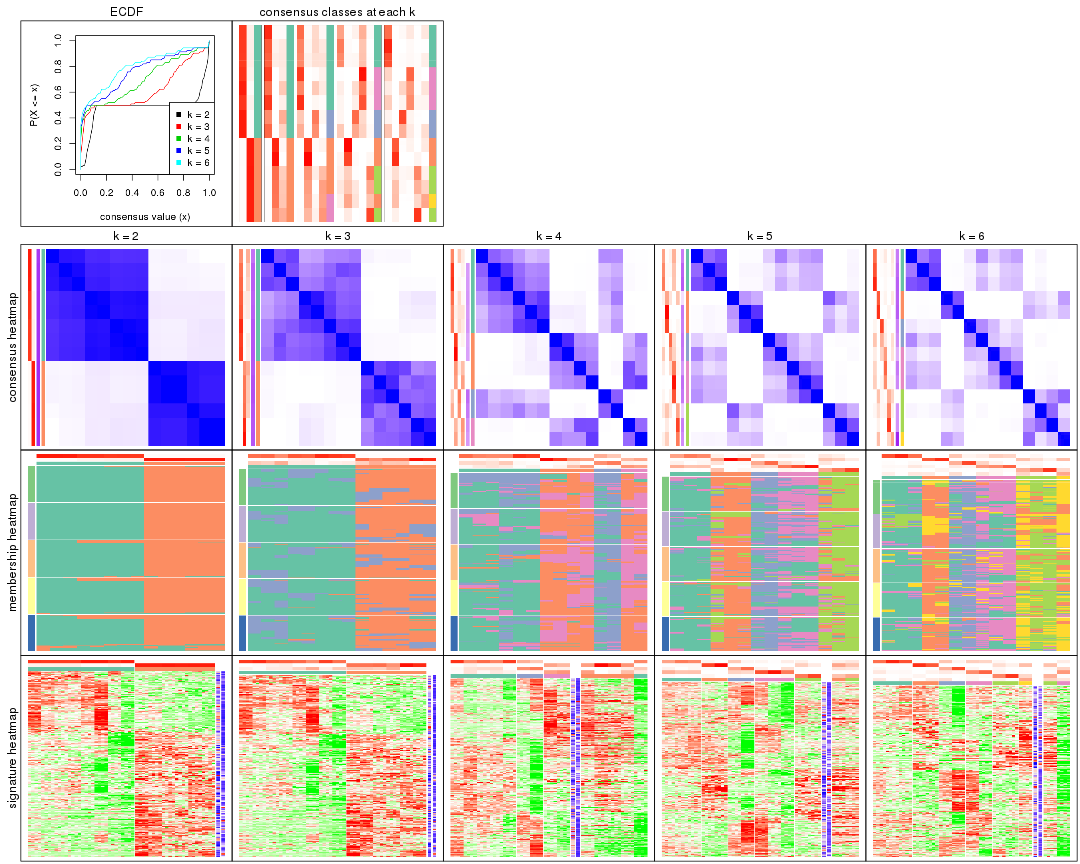 ECDF
consensus classes at each k
P(X <= x)
0.0 0.2 0.4 0.6 0.8 1.0
k = 2
k = 3
k = 4
k = 5
k = 6
0.0 0.2 0.4 0.6 0.8 1.0
consensus value (x)
k = 2
k = 3
k = 4
k = 5
k = 6
consensus heatmap
membership heatmap
signature heatmap